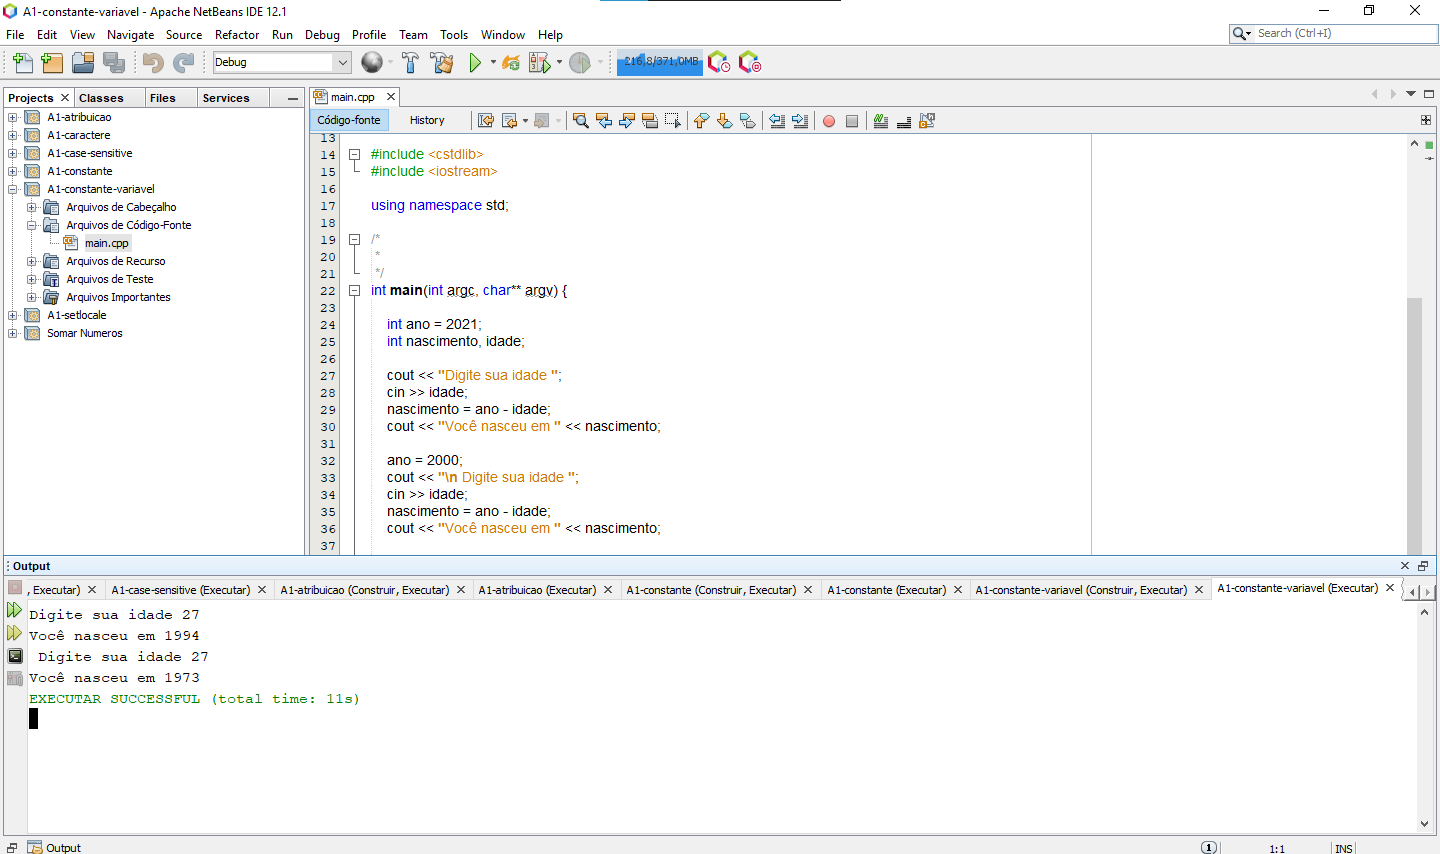 A1-constante-variavel - Apache NetBeans IDE 12.1
File Edit View Navigate Source Refactor Run Debug Profile Team Tools Window Help
Search (Ctrl+I)
Debug
216,8/371,0MB
Projects Classes Files Services
A1-atribuicao
A1-caractere
A1-case-sensitive
A1-constante
A1-constante-variavel
Arquivos de Cabeçalho
Arquivos de Código-Fonte
main.cpp
Arquivos de Recurso
Arquivos de Teste
Arquivos Importantes
A1-setlocale
Somar Numeros
main.cpp
Código-fonte History
13
14 #include <cstdlib>
15 #include <iostream>
16
17 using namespace std;
18
19 /*
20 *
21 */
22 int main(int argc, char** argv) {
23
24 int ano = 2021;
25 int nascimento, idade;
26
27 cout << "Digite sua idade ";
28 cin >> idade;
29 nascimento = ano - idade;
30 cout << "Você nasceu em " << nascimento;
31
32 ano = 2000;
33 cout << "\n Digite sua idade ";
34 cin >> idade;
35 nascimento = ano - idade;
36 cout << "Você nasceu em " << nascimento;
37
Output
, Executar) A1-case-sensitive (Executar) A1-atribuicao (Construir, Executar) A1-atribuicao (Executar) A1-constante (Construir, Executar) A1-constante (Executar) A1-constante-variavel (Construir, Executar) A1-constante-variavel (Executar)
Digite sua idade 27
Você nasceu em 1994
Digite sua idade 27
Você nasceu em 1973
EXECUTAR SUCCESSFUL (total time: 11s)
Output
1 1:1 INS